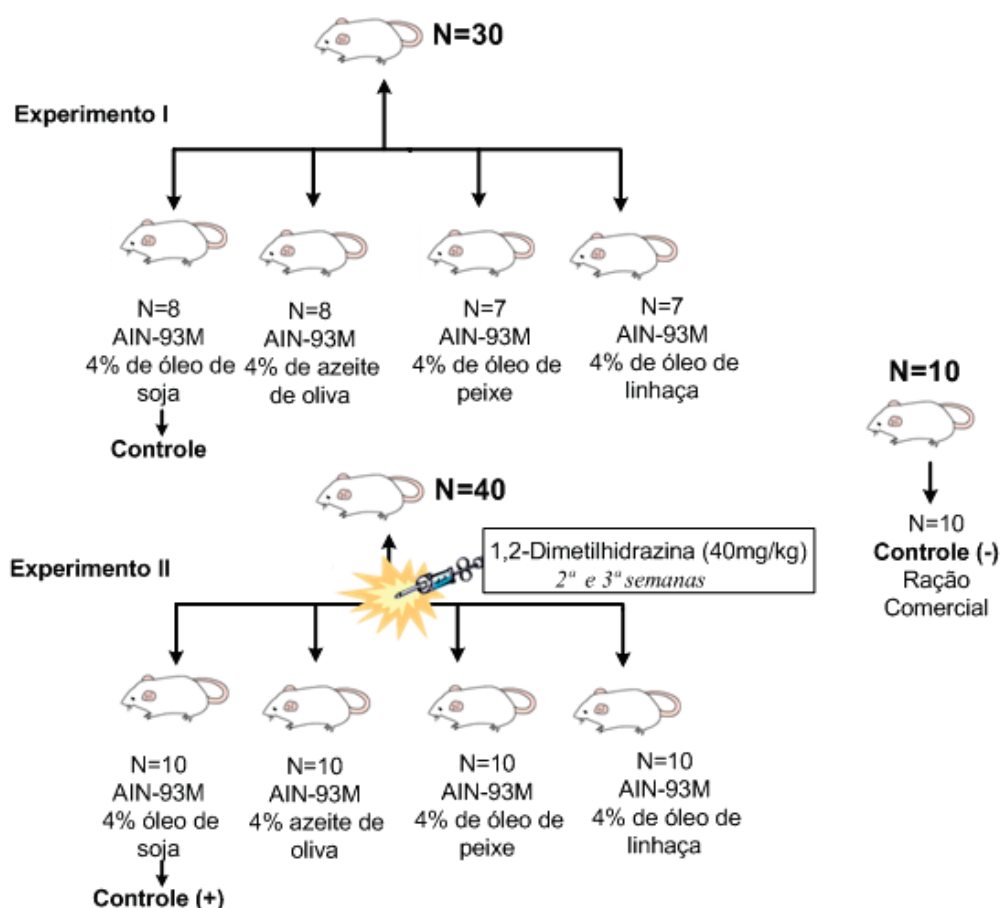 N=30
Experimento I
N=8
AIN-93M
4% de óleo de
soja
Controle
N=8
AIN-93M
4% de azeite
de oliva
N=7
AIN-93M
4% de óleo de
peixe
N=7
AIN-93M
4% de óleo de
linhaça
N=10
N=10
Controle (-)
Ração
Comercial
N=40
Experimento II
1,2-Dimetilhidrazina (40mg/kg)
2ª e 3ª semanas
N=10
AIN-93M
4% óleo de
soja
Controle (+)
N=10
AIN-93M
4% azeite de
oliva
N=10
AIN-93M
4% de óleo de
peixe
N=10
AIN-93M
4% de óleo de
linhaça